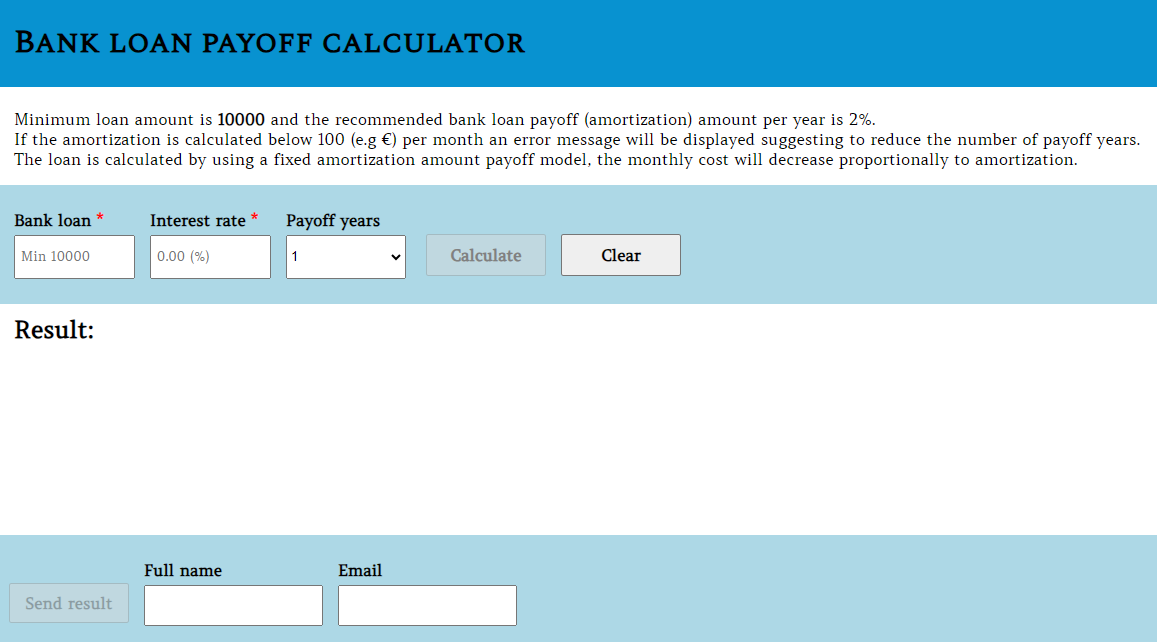 BANK LOAN PAYOFF CALCULATOR
Minimum loan amount is 10000 and the recommended bank loan payoff (amortization) amount per year is 2%.
If the amortization is calculated below 100 (e.g €) per month an error message will be displayed suggesting to reduce the number of payoff years.
The loan is calculated by using a fixed amortization amount payoff model, the monthly cost will decrease proportionally to amortization.
Bank loan * Interest rate * Payoff years
Min 10000 0.00 (%) 1 Calculate Clear
Result:
Full name Email
Send result